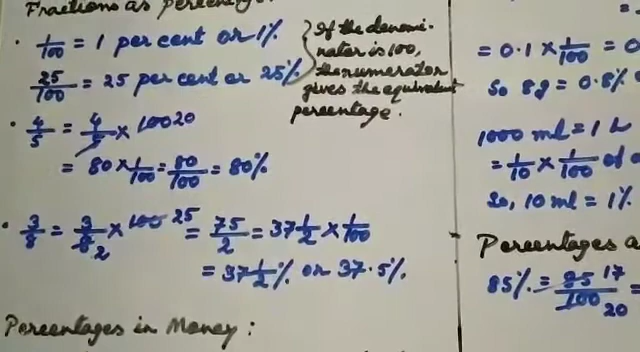 Fractions as percentage
• 1/100 = 1 per cent or 1%
25/100 = 25 per cent or 25%
If the denomi-
nator is 100,
the numerator
gives the equivalent
percentage.
• 4/5 = 4/5 × 100 20
= 80 × 1/100 = 80/100 = 80%
• 3/8 = 3/8 2 × 100 25 = 75/2 = 37 1/2 × 1/100
= 37 1/2 % or 37.5%.
Percentages in Money:
= 0.1 × 1/100 = 0
So 8g = 0.8%
1000 ml = 1 L
= 1/10 × 1/100 of
So, 10 ml = 1%
Percentages a
85% = 85 17/100 20 =